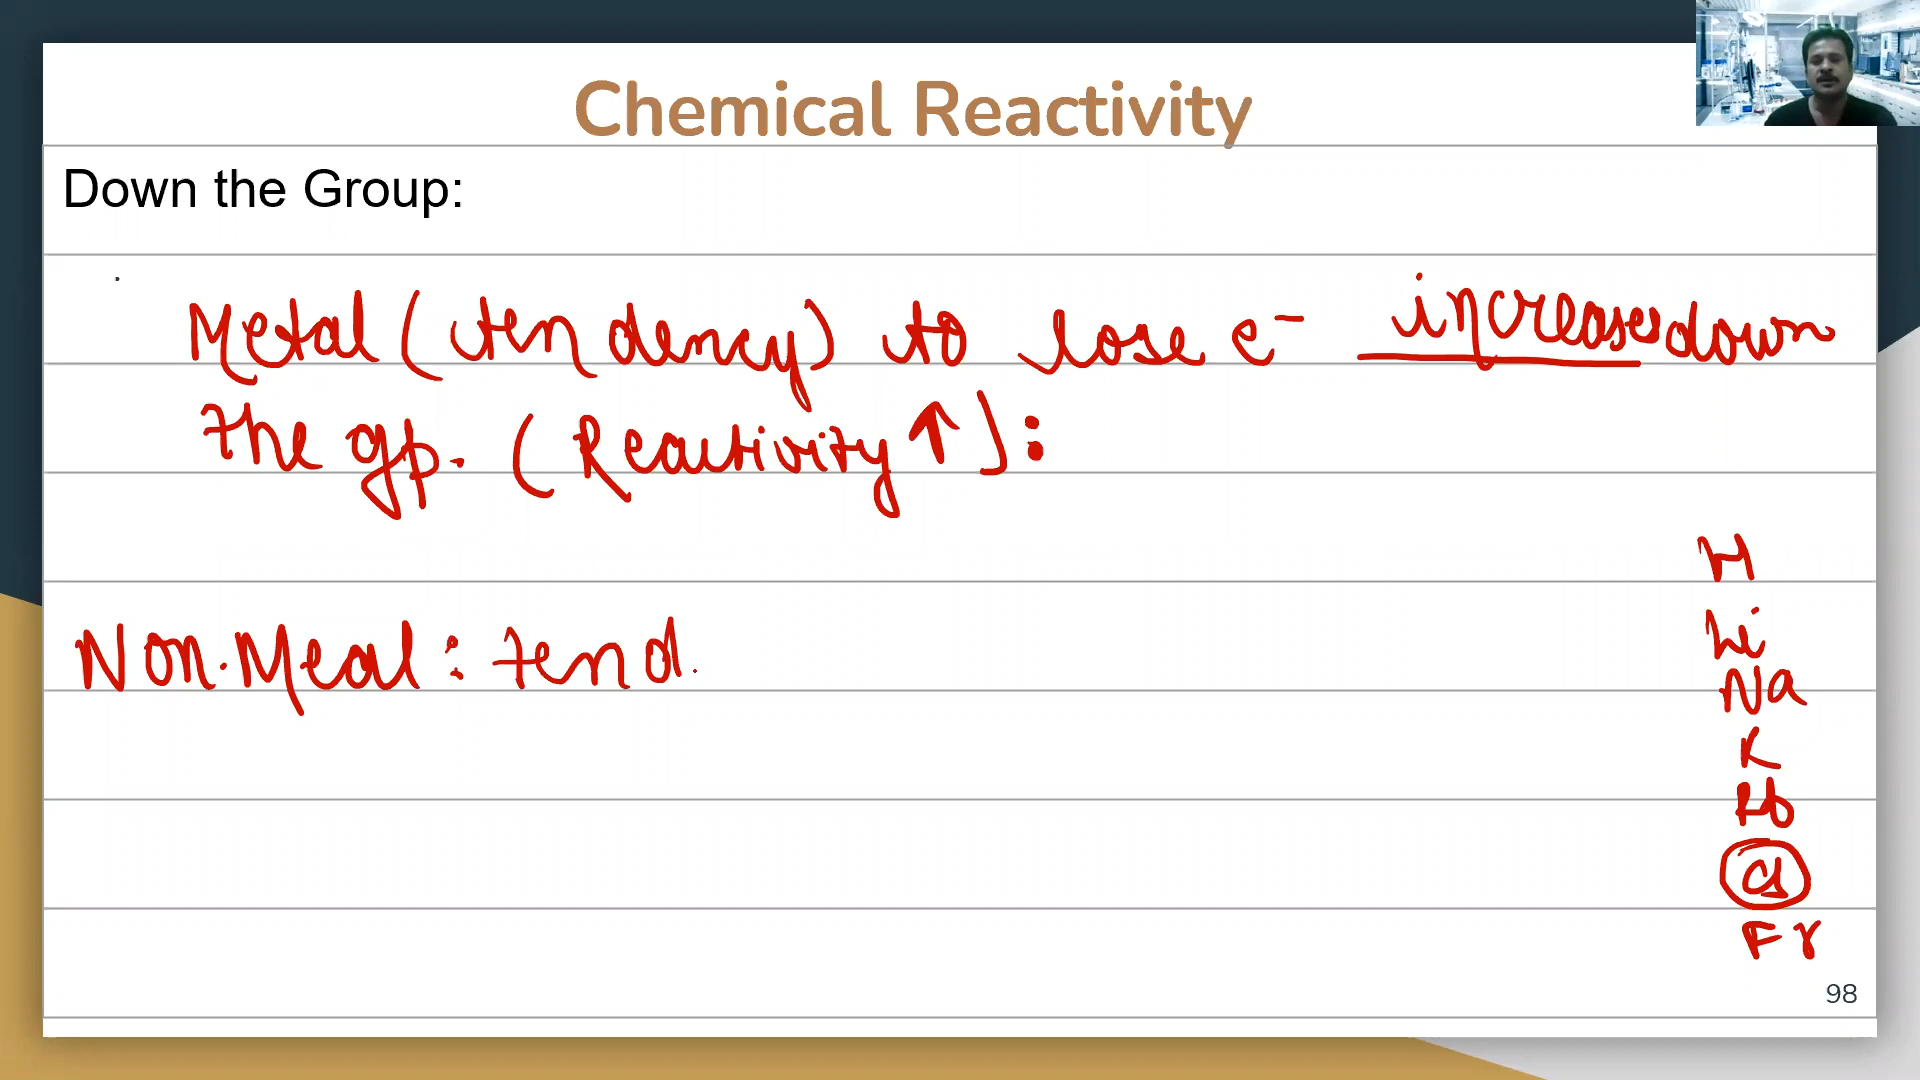 Chemical Reactivity
Down the Group:
Metal (tendency) to lose e⁻ increases down
the gp. (Reactivity ↑):
H
Li
Non.Meal: tend.
Na
K
Rb
Cs
Fr
98